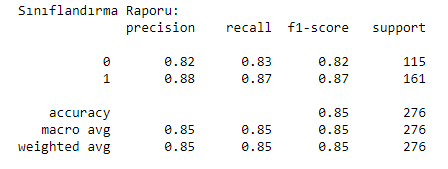 Sınıflandırma Raporu:
precision recall f1-score support
0 0.82 0.83 0.82 115
1 0.88 0.87 0.87 161
accuracy 0.85 276
macro avg 0.85 0.85 0.85 276
weighted avg 0.85 0.85 0.85 276